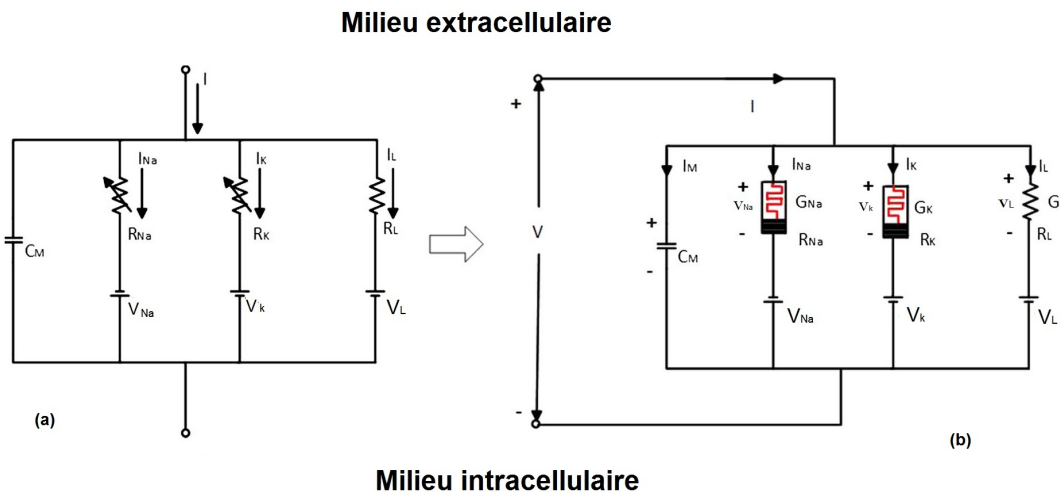 Milieu extracellulaire
I
INa
IK
IL
RNa
RK
RL
CM
VNa
Vk
VL
(a)
+
I
V
-
IM
INa
IK
IL
+
+
+
+
VNa
Vk
VL
GNa
GK
G
-
-
-
-
RNa
RK
RL
CM
VNa
Vk
VL
(b)
Milieu intracellulaire